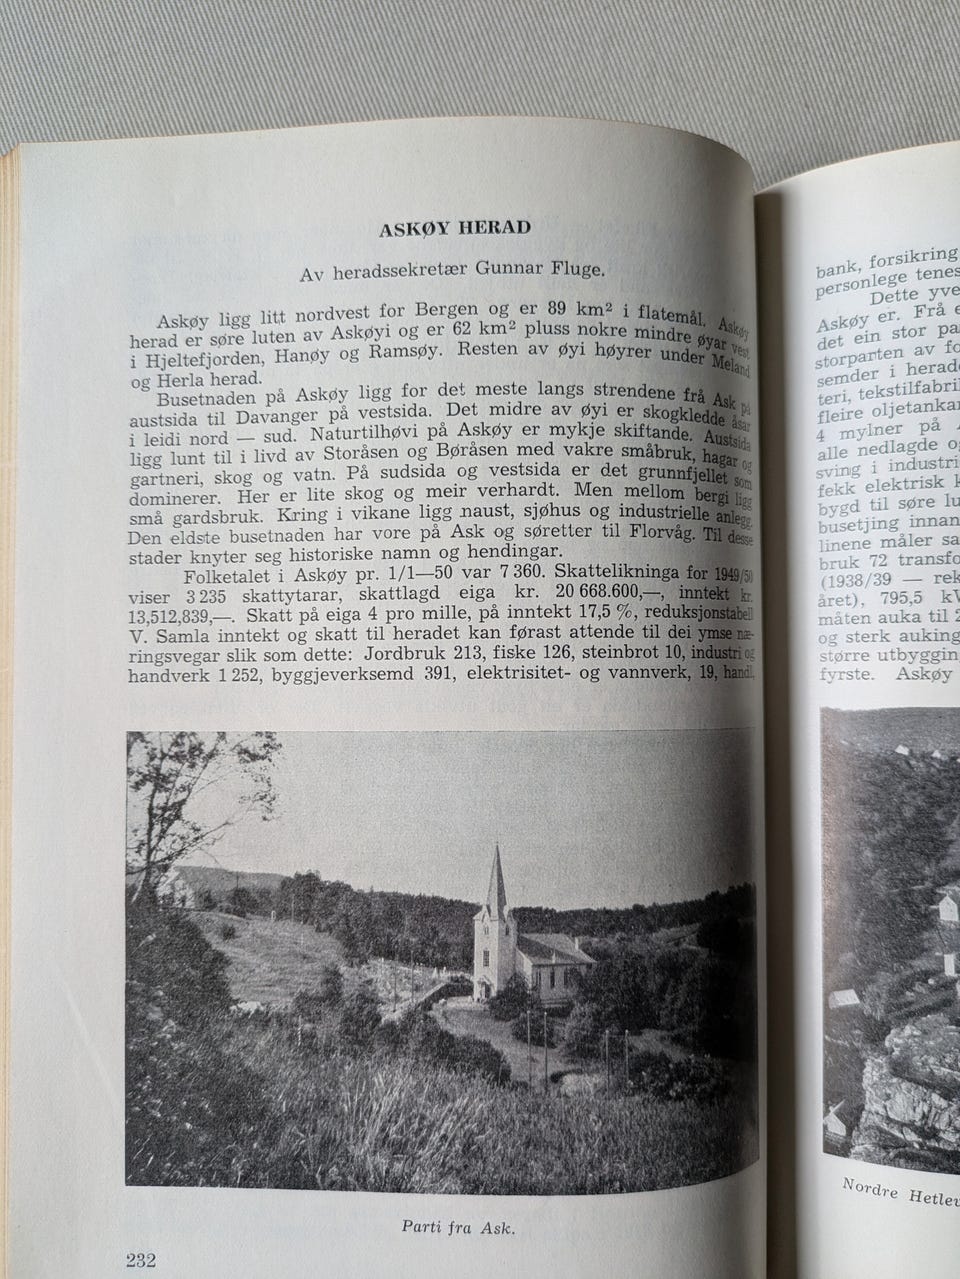 ASKØY HERAD
Av heradssekretær Gunnar Fluge.
Askøy ligg litt nordvest for Bergen og er 89 km² i flatemål. Askøy
herad er søre luten av Askøyi og er 62 km² pluss nokre mindre øyar vest
i Hjeltefjorden, Hanøy og Ramsøy. Resten av øyi høyrer under Meland
og Herla herad.
Busetnaden på Askøy ligg for det meste langs strendene frå Ask på
austsida til Davanger på vestsida. Det midre av øyi er skogkledde åsar
i leidi nord — sud. Naturtilhøvi på Askøy er mykje skiftande. Austsida
ligg lunt til i livd av Storåsen og Børåsen med vakre småbruk, hagar og
gartneri, skog og vatn. På sudsida og vestsida er det grunnfjellet som
dominerer. Her er lite skog og meir verhardt. Men mellom bergi ligg
små gardsbruk. Kring i vikane ligg naust, sjøhus og industrielle anlegg.
Den eldste busetnaden har vore på Ask og søretter til Florvåg. Til desse
stader knyter seg historiske namn og hendingar.
Folketalet i Askøy pr. 1/1—50 var 7 360. Skattelikninga for 1949/50
viser 3 235 skattytarar, skattlagd eiga kr. 20 668.600,—, inntekt kr.
13,512,839,—. Skatt på eiga 4 pro mille, på inntekt 17,5 %, reduksjonstabell
V. Samla inntekt og skatt til heradet kan førast attende til dei ymse næ-
ringsvegar slik som dette: Jordbruk 213, fiske 126, steinbrot 10, industri og
handverk 1 252, byggjeverksemd 391, elektrisitet- og vannverk, 19, handl,
Parti fra Ask.
232
bank, forsikring
personlege tenes
Dette yve
Askøy er. Frå e
det ein stor pa
storparten av fo
semder i herad
teri, tekstilfabrik
fleire oljetankar
4 mylner på A
alle nedlagde o
sving i industri
fekk elektrisk k
bygd til søre lu
busetjing innan
linene måler sa
bruk 72 transfo
(1938/39 — rek
året), 795,5 kV
måten auka til 2
og sterk auking
større utbyggin
fyrste. Askøy
Nordre Hetlev